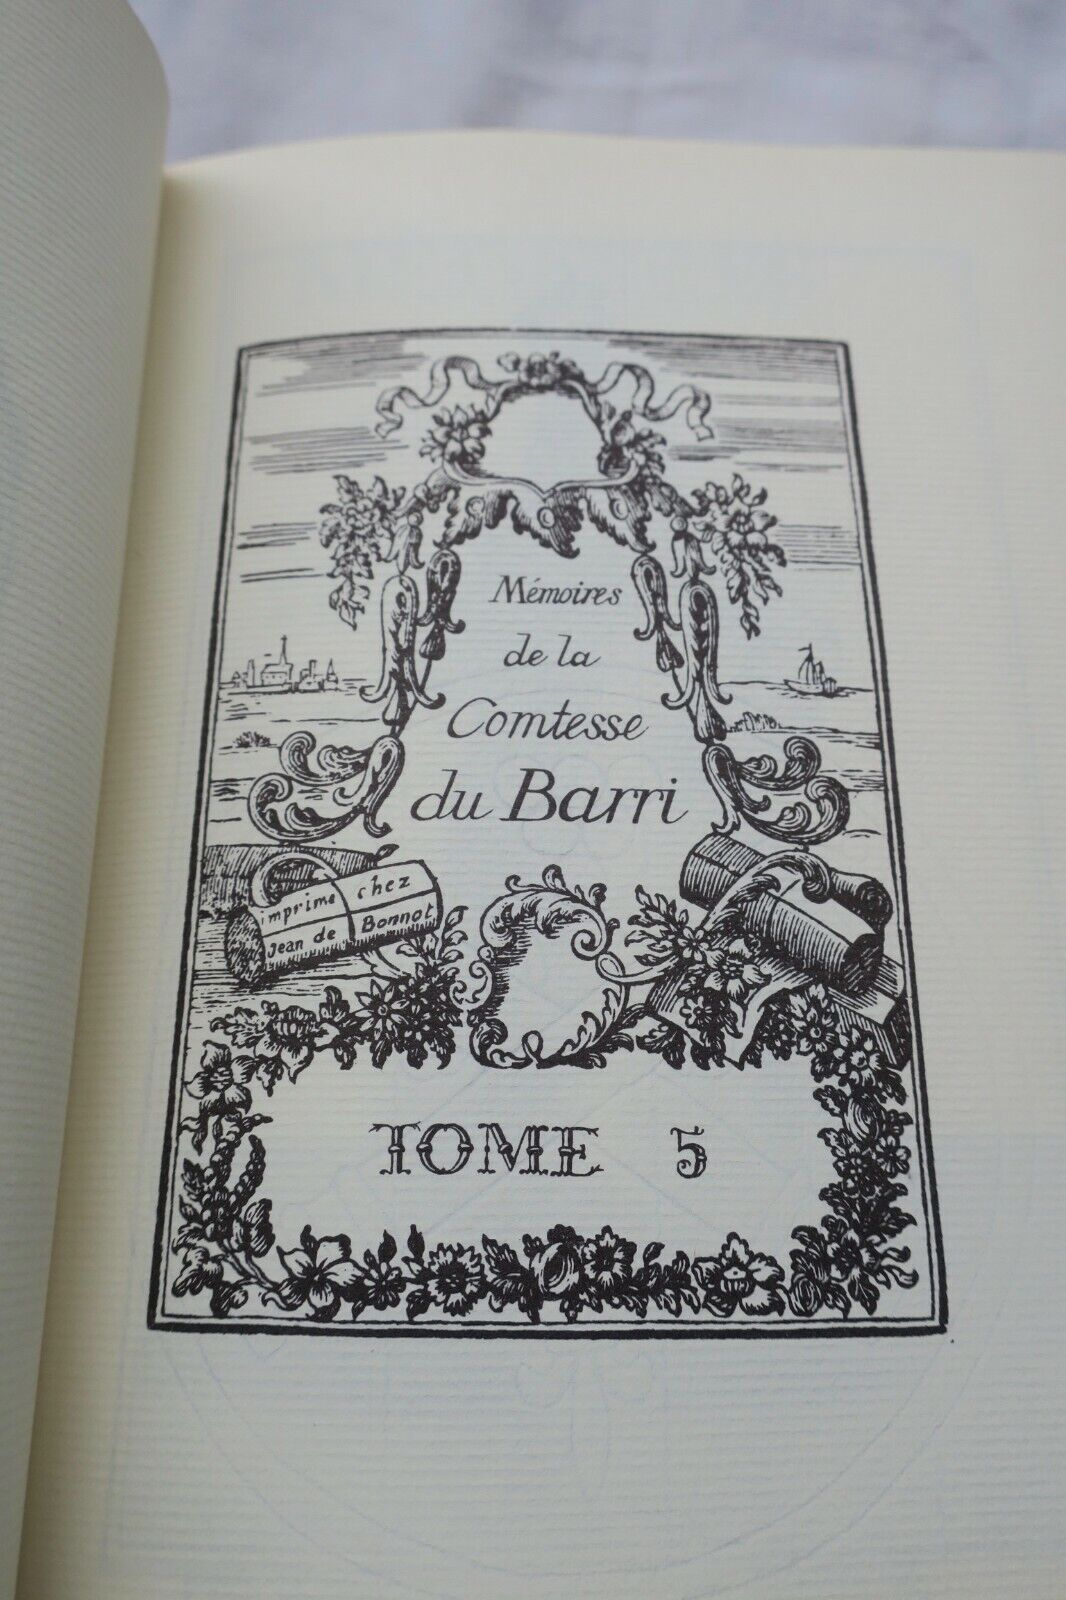 Mémoires
de la
Comtesse
du Barri
imprimé chez
Jean de Bonnot
TOME 5